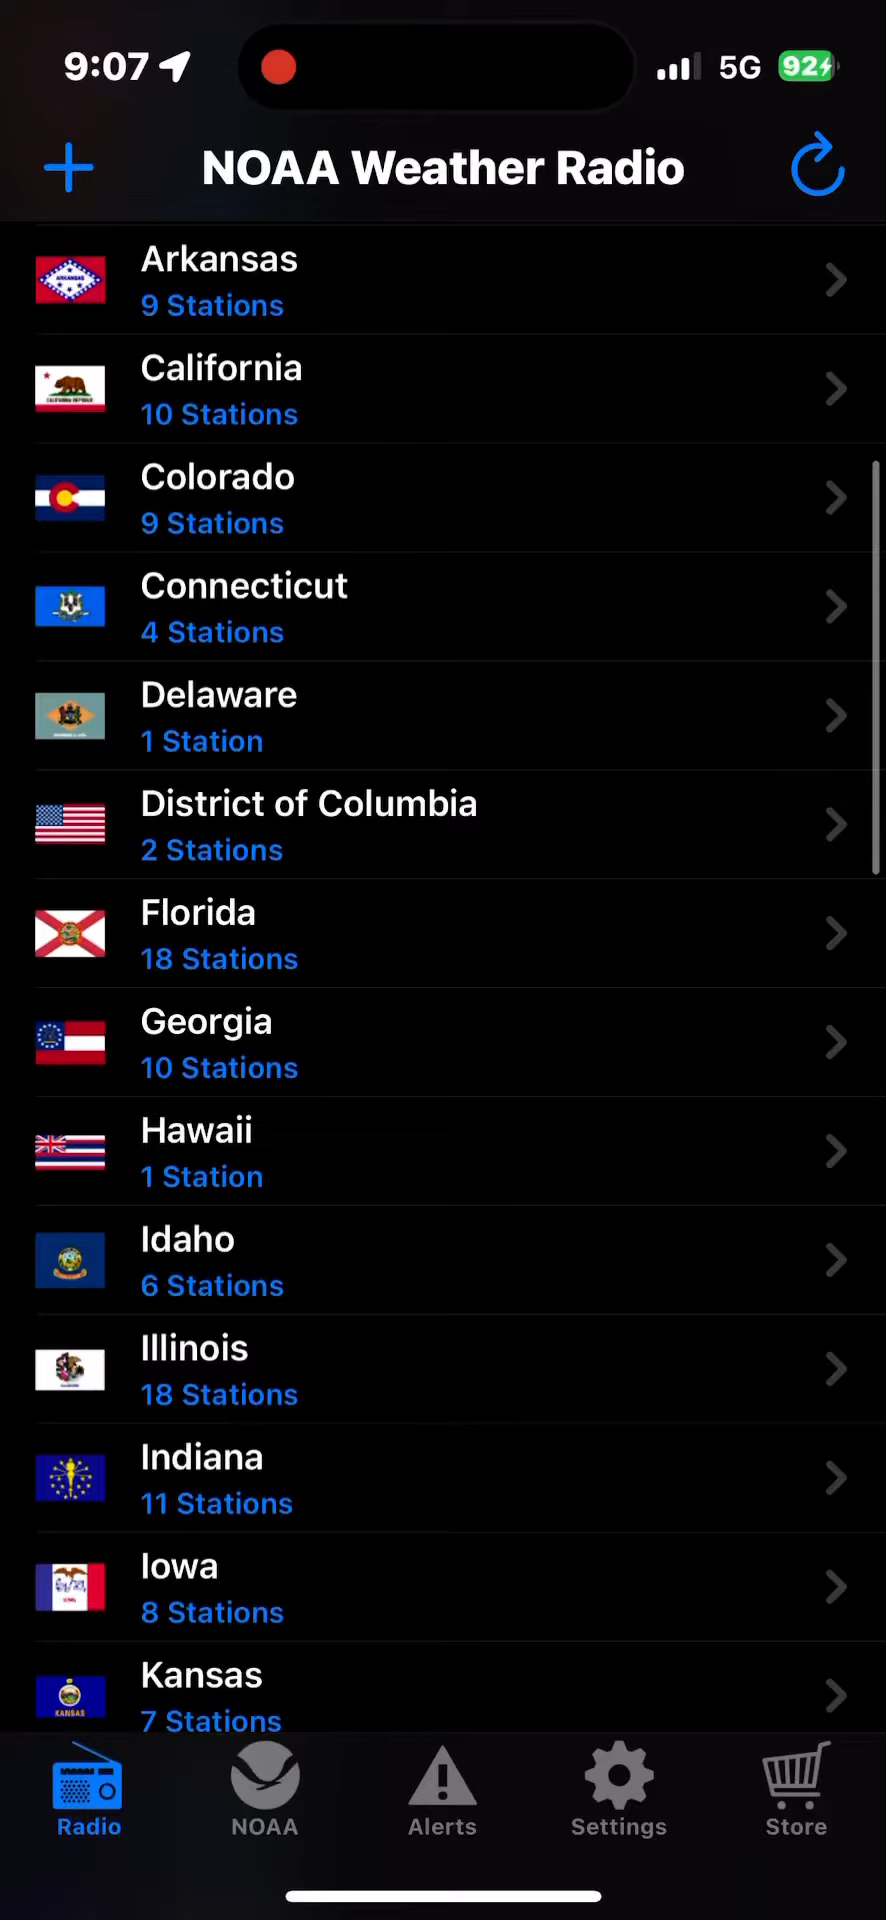 9:07
5G
92
NOAA Weather Radio
Arkansas
9 Stations
California
10 Stations
Colorado
9 Stations
Connecticut
4 Stations
Delaware
1 Station
District of Columbia
2 Stations
Florida
18 Stations
Georgia
10 Stations
Hawaii
1 Station
Idaho
6 Stations
Illinois
18 Stations
Indiana
11 Stations
Iowa
8 Stations
Kansas
7 Stations
Radio
NOAA
Alerts
Settings
Store